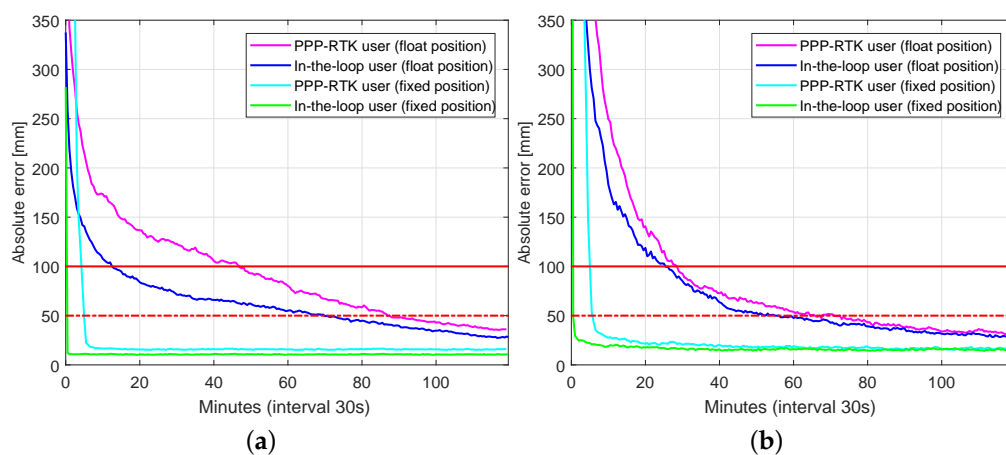 350
300
250
200
150
100
50
0
Absolute error [mm]
PPP-RTK user (float position)
In-the-loop user (float position)
PPP-RTK user (fixed position)
In-the-loop user (fixed position)
0 20 40 60 80 100
Minutes (interval 30s)
(a)
350
300
250
200
150
100
50
0
Absolute error [mm]
PPP-RTK user (float position)
In-the-loop user (float position)
PPP-RTK user (fixed position)
In-the-loop user (fixed position)
0 20 40 60 80 100
Minutes (interval 30s)
(b)